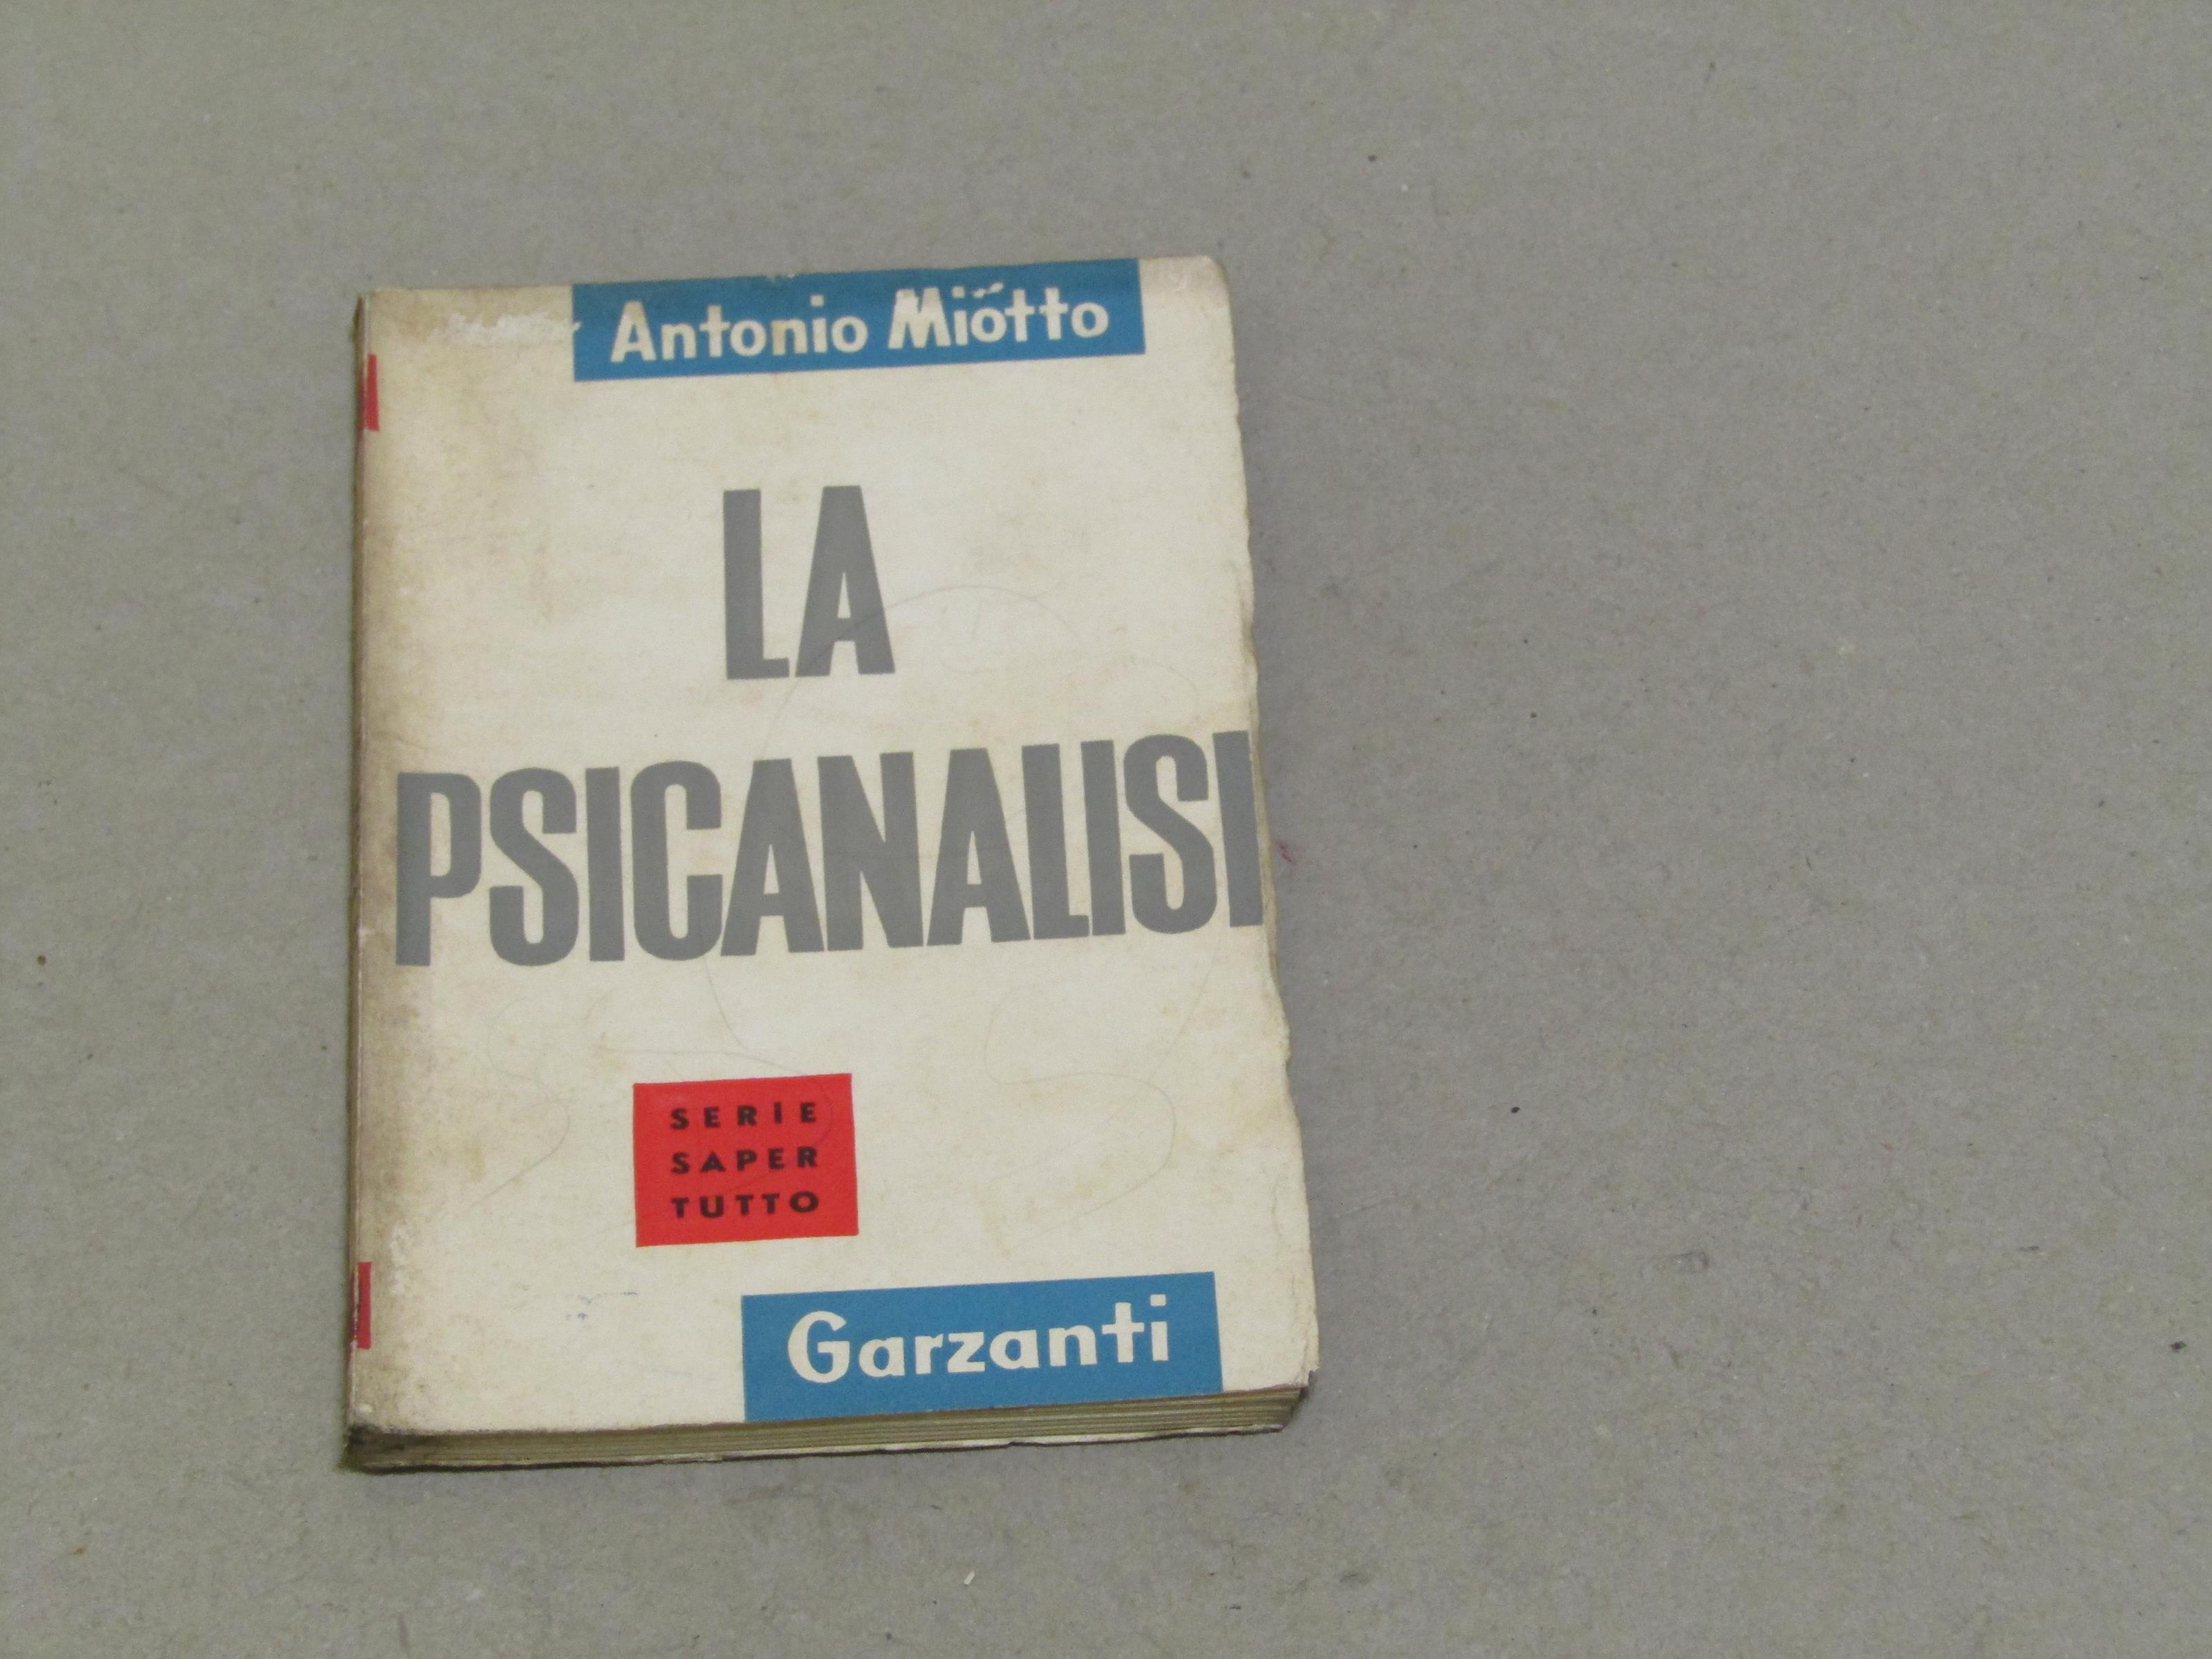 Antonio Miotto
LA
PSICANALISI
SERIE
SAPER
TUTTO
Garzanti